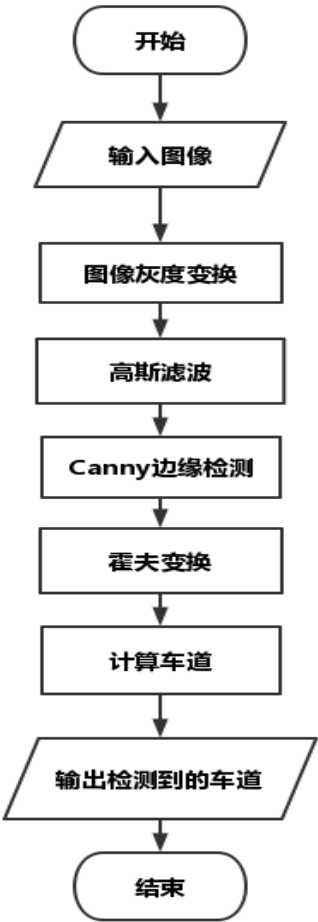 开始
输入图像
图像灰度变换
高斯滤波
Canny边缘检测
霍夫变换
计算车道
输出检测到的车道
结束